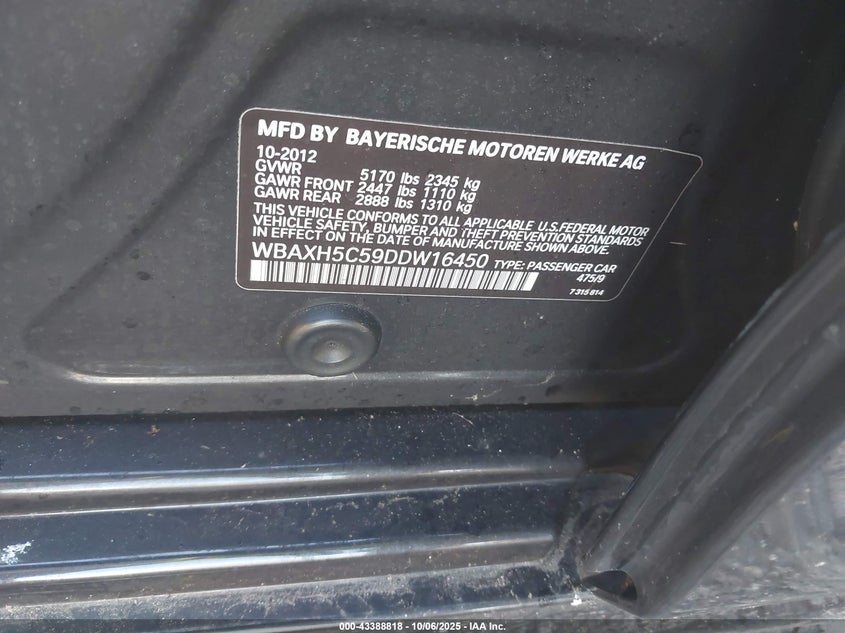 MFD BY BAYERISCHE MOTOREN WERKE AG
10-2012
GVWR 5170 lbs 2345 kg
GAWR FRONT 2447 lbs 1110 kg
GAWR REAR 2888 lbs 1310 kg
THIS VEHICLE CONFORMS TO ALL APPLICABLE U.S.FEDERAL MOTOR
VEHICLE SAFETY, BUMPER AND THEFT PREVENTION STANDARDS
IN EFFECT ON THE DATE OF MANUFACTURE SHOWN ABOVE.
WBAXH5C59DDW16450 TYPE: PASSENGER CAR
475/9
7 315 814
000-43388818 - 10/06/2025 - IAA Inc.